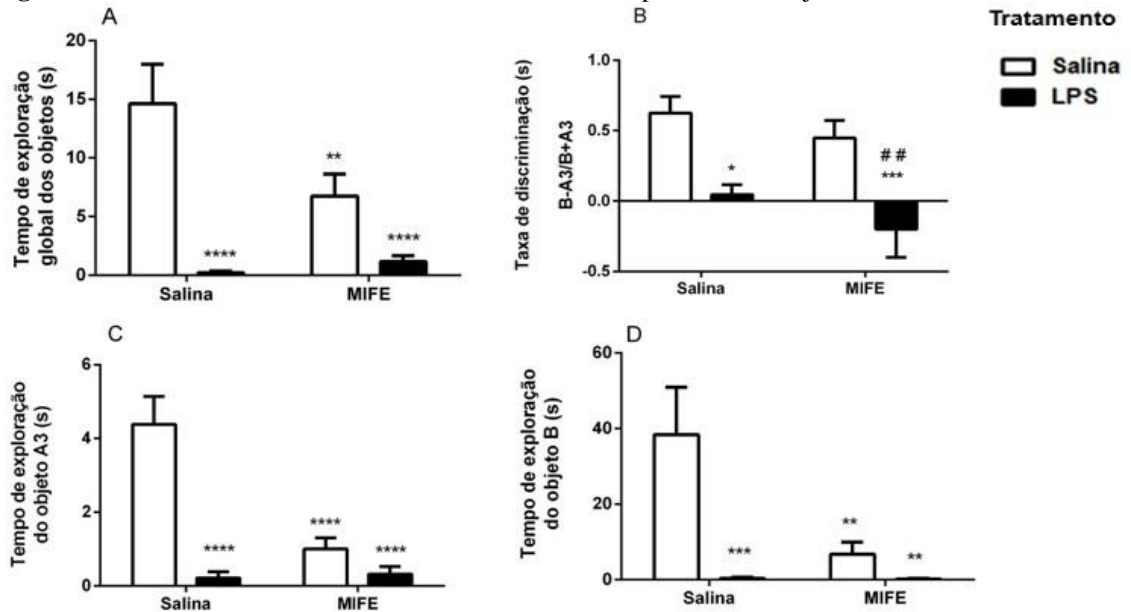 A
Tempo de exploração
global dos objetos (s)
20
15
10
5
0
**
****
****
Salina
MIFE
B
Taxa de discriminação (s)
B-A3/B+A3
1.0
0.5
0.0
-0.5
*
##
***
Salina
MIFE
Tratamento
Salina
LPS
C
Tempo de exploração
do objeto A3 (s)
6
4
2
0
****
****
****
Salina
MIFE
D
Tempo de exploração
do objeto B (s)
60
40
20
0
***
**
**
Salina
MIFE